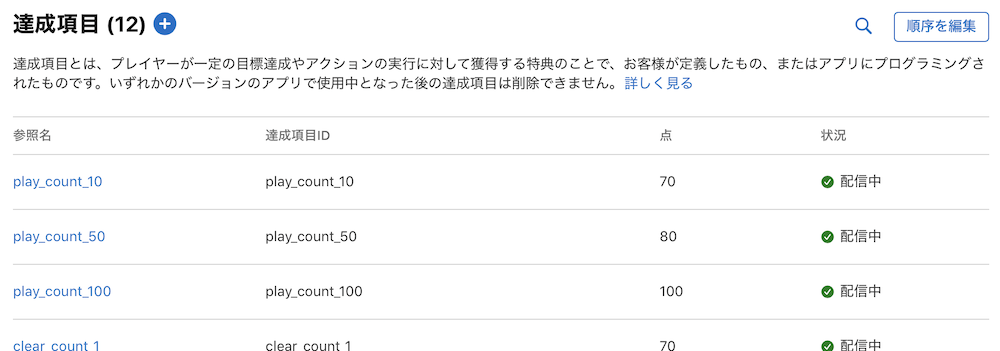 達成項目 (12)
順序を編集
達成項目とは、プレイヤーが一定の目標達成やアクションの実行に対して獲得する特典のことで、お客様が定義したもの、またはアプリにプログラミングさ
れたものです。いずれかのバージョンのアプリで使用中となった後の達成項目は削除できません。詳しく見る
参照名 達成項目ID 点 状況
play_count_10 play_count_10 70 配信中
play_count_50 play_count_50 80 配信中
play_count_100 play_count_100 100 配信中
clear_count_1 clear_count_1 70 配信中